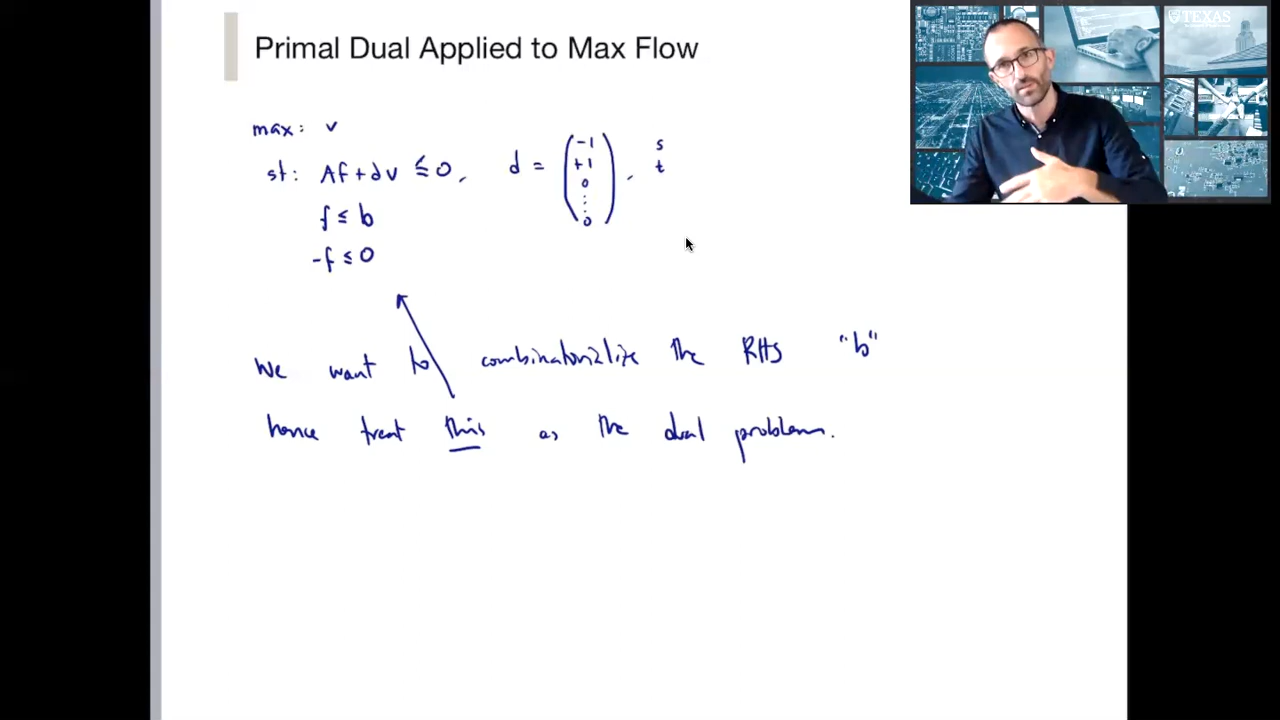 Primal Dual Applied to Max Flow
TEXAS
max: v
st: Af + dv ≤ 0, d = (-1 +1 0 ⋮ 0), s t
f ≤ b
-f ≤ 0
We want to combinatorialize the RHS "b"
hence treat this as the dual problem.